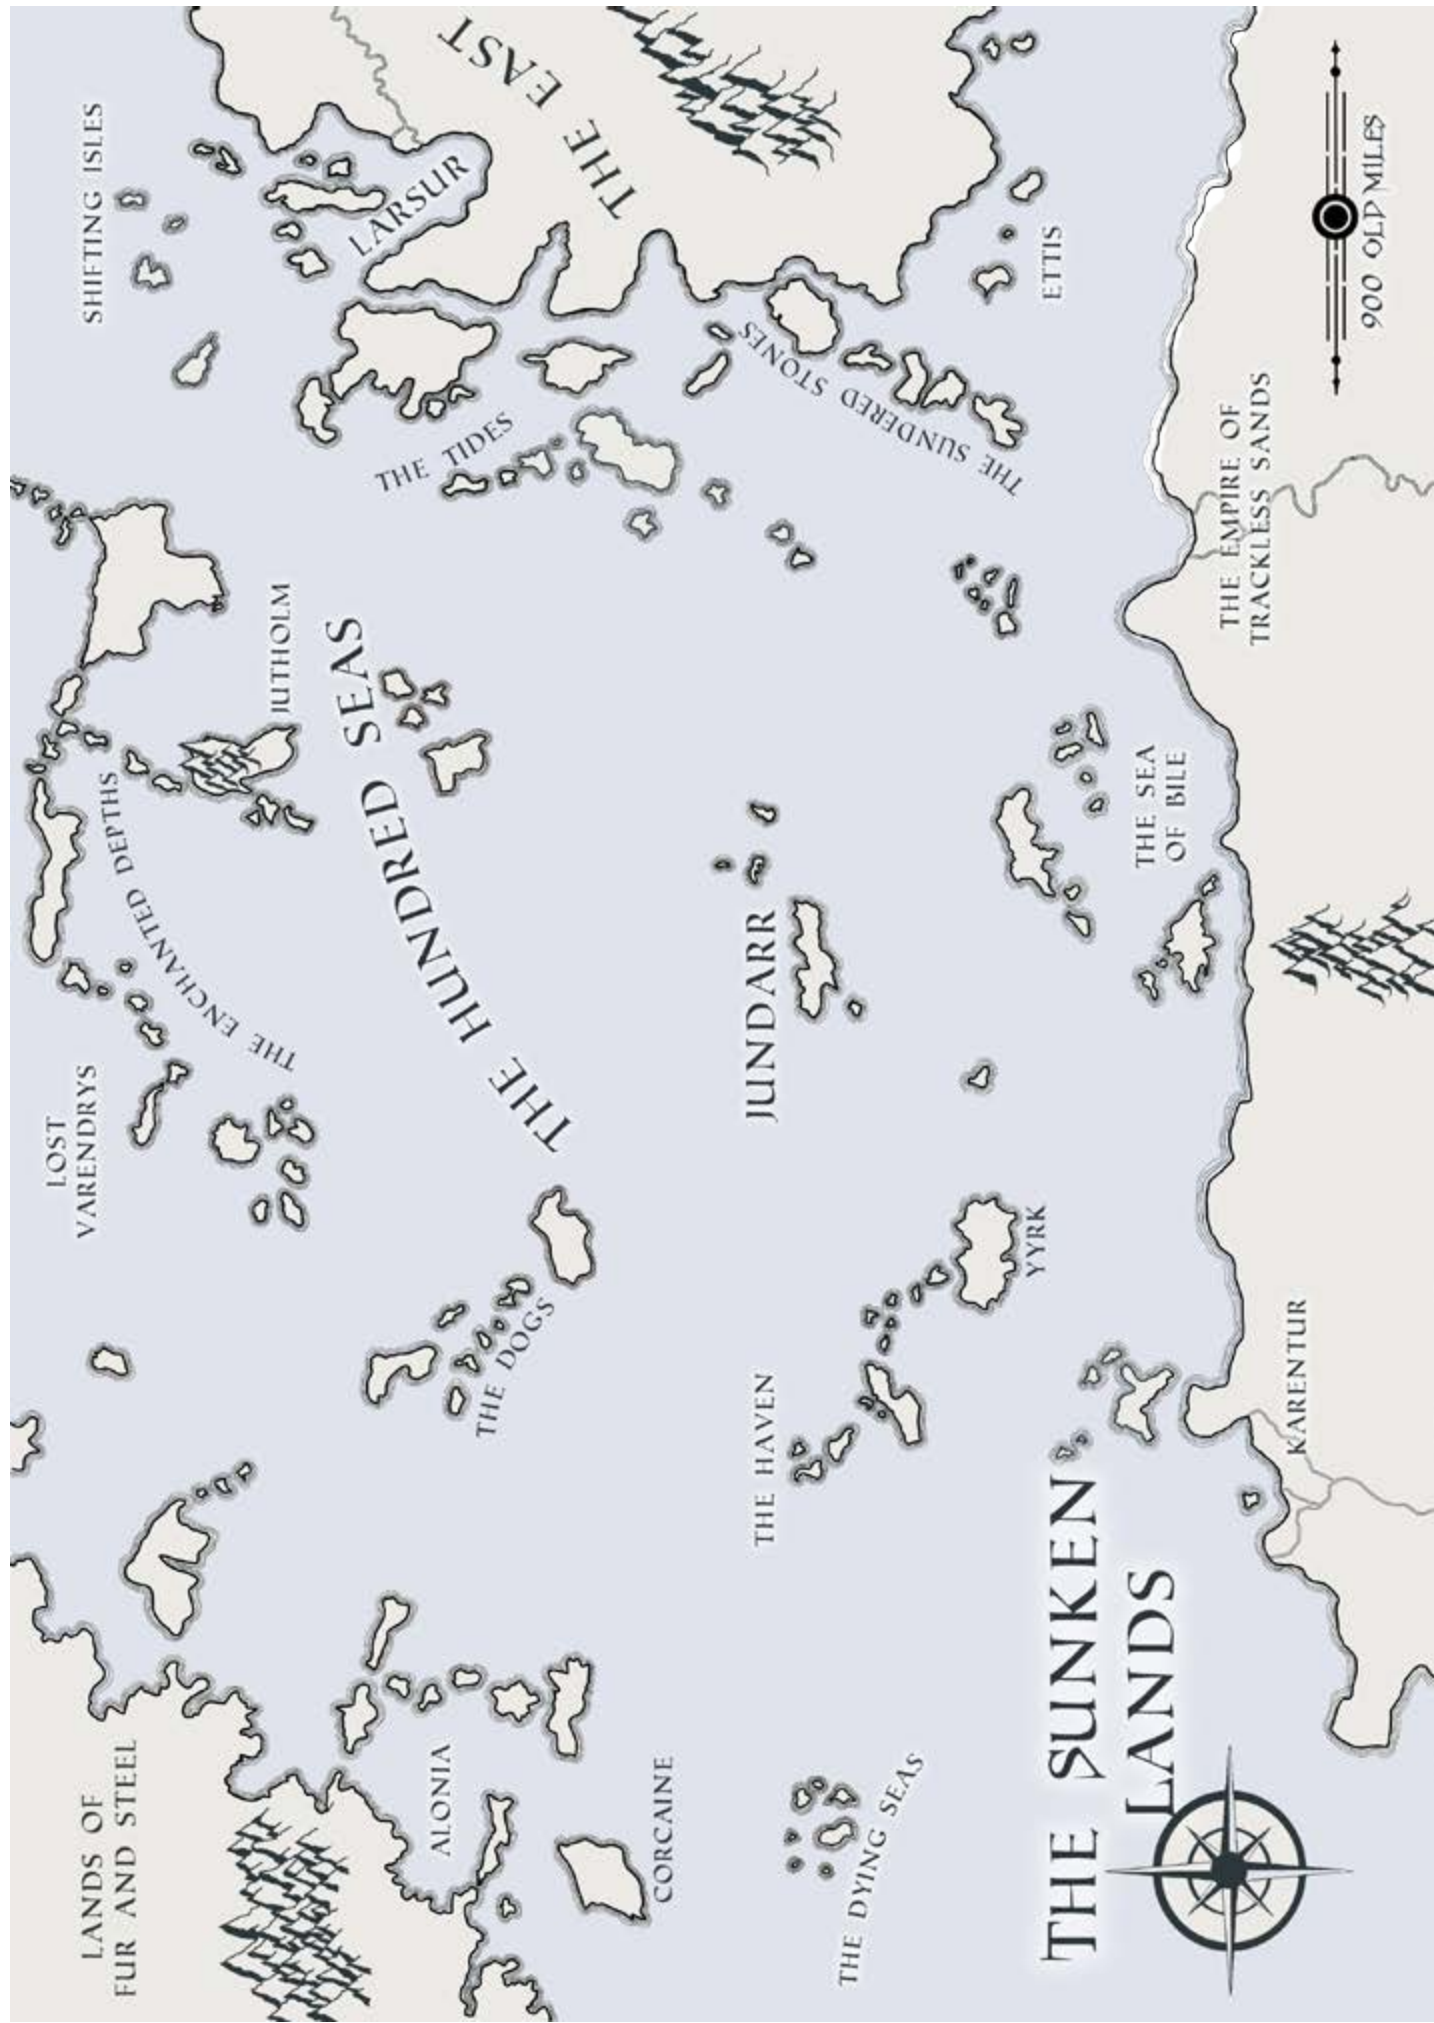 LANDS OF
FUR AND STEEL
LOST
VARENDRYS
THE ENCHANTED DEPTHS
JUTHOLM
SHIFTING ISLES
LARSUR
THE EAST
THE TIDES
THE HUNDRED SEAS
ALONIA
THE DOGS
CORCAINE
THE HAVEN
JUNDARR
THE SUNDERED STONES
ETTIS
THE DYING SEAS
YYRK
THE SEA
OF BILE
THE SUNKEN
LANDS
KARENTUR
THE EMPIRE OF
TRACKLESS SANDS
900 OLD MILES